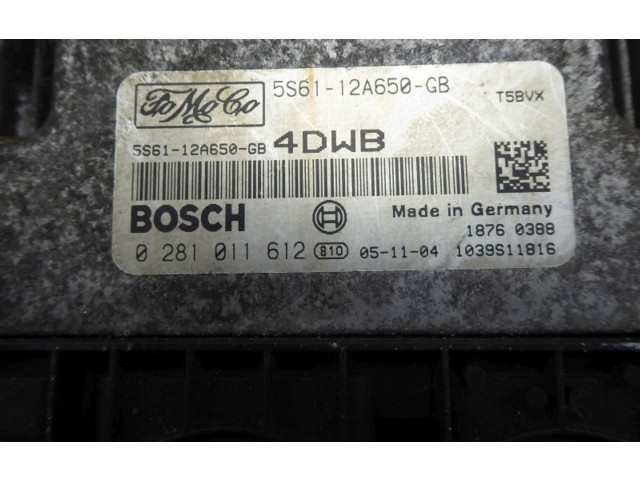 FoMoCo 5S61-12A650-GB T5BVX
5S61-12A650-GB 4DWB
BOSCH Made in Germany
1876 0388
0 281 011 612 810 05-11-04 1039S11816